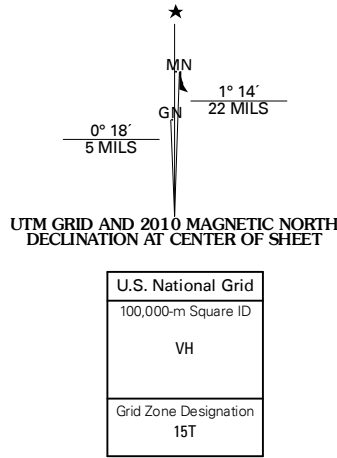 MN
1° 14´
22 MILS
GN
0° 18´
5 MILS
UTM GRID AND 2010 MAGNETIC NORTH
DECLINATION AT CENTER OF SHEET
U.S. National Grid
100,000-m Square ID
VH
Grid Zone Designation
15T